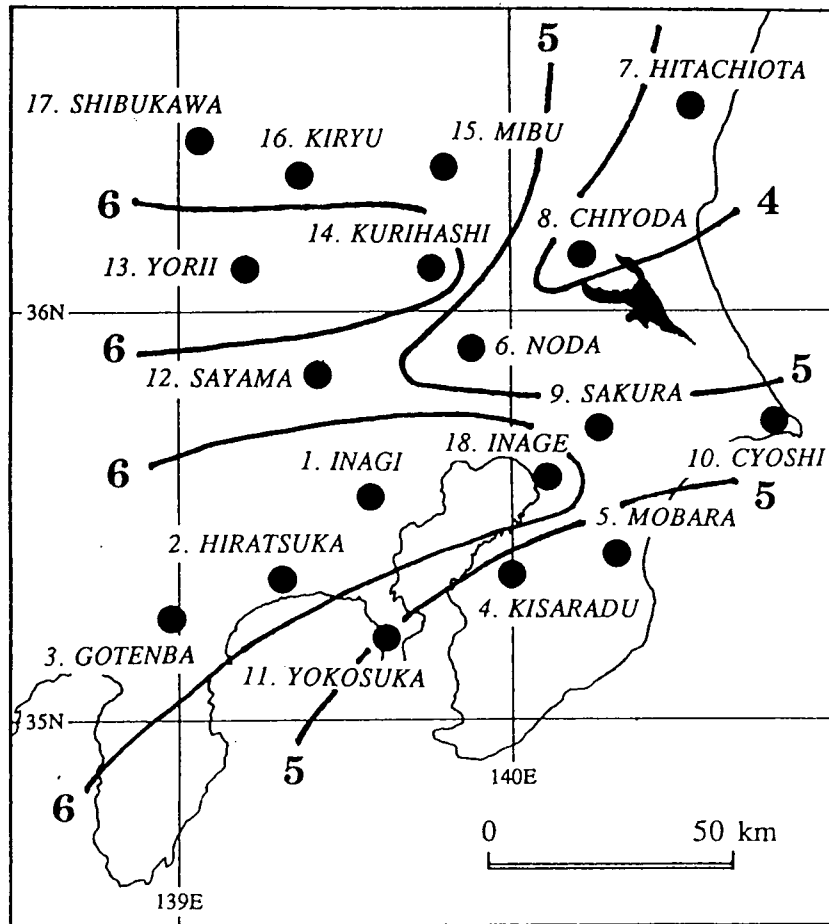 5
7. HITACHIOTA
17. SHIBUKAWA
16. KIRYU
15. MIBU
6
8. CHIYODA
4
14. KURIHASHI
13. YORII
36N
6
6. NODA
12. SAYAMA
9. SAKURA
5
6
18. INAGE
1. INAGI
10. CYOSHI
5
5. MOBARA
2. HIRATSUKA
4. KISARADU
3. GOTENBA
11. YOKOSUKA
35N
5
140E
6
0 50 km
139E